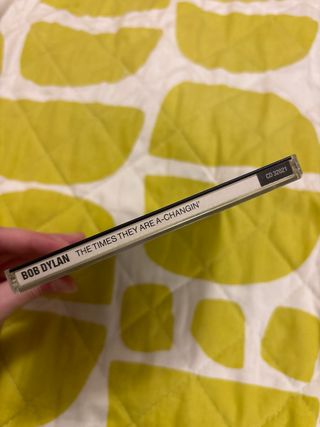 BOB DYLAN THE TIMES THEY ARE A-CHANGIN' CD 32021